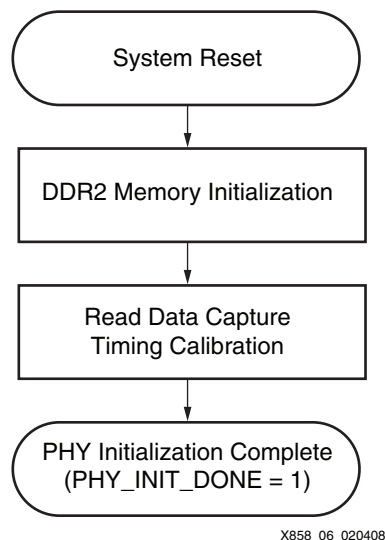 System Reset
DDR2 Memory Initialization
Read Data Capture
Timing Calibration
PHY Initialization Complete
(PHY_INIT_DONE = 1)
X858_06_020408